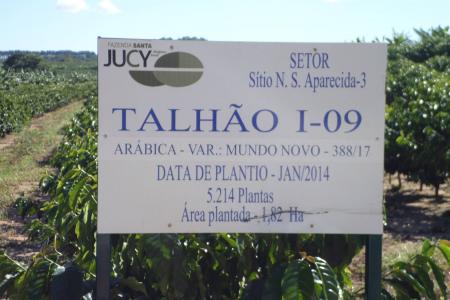 FAZENDA SANTA
JUCY
SETOR
Sítio N. S. Aparecida-3
TALHÃO I-09
ARÁBICA - VAR.: MUNDO NOVO - 388/17
DATA DE PLANTIO - JAN/2014
5.214 Plantas
Área plantada - 1,82 Ha